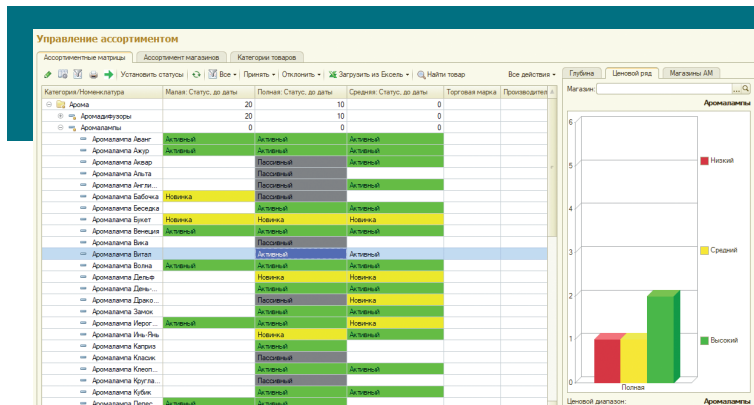 Управление ассортиментом
Ассортиментные матрицы Ассортимент магазинов Категории товаров
Установить статусы Все Принять Отклонить Загрузить из Ексель Найти товар Все действия
Глубина Ценовой ряд Магазины АМ
Магазин: ...
Категория/Номенклатура Малая: Статус, до даты Полная: Статус, до даты Средняя: Статус, до даты Торговая марка Производител
Аромалампы
Арома 20 10 0
Аромадифузоры 20 10 0
Аромалампы 0 0 0
Аромалампа Аванг Активный Активный Активный
Аромалампа Ажур Активный Активный Активный
Аромалампа Аквар Пассивный Активный
Аромалампа Альта Пассивный
Аромалампа Англи... Пассивный Активный
Аромалампа Бабочка Новинка Пассивный
Аромалампа Беседка Активный Активный
Аромалампа Букет Новинка Новинка Новинка
Аромалампа Венеция Активный Активный Активный
Аромалампа Вика Пассивный
Аромалампа Витал Активный Активный
Аромалампа Волна Активный Активный Активный
Аромалампа Дельф Новинка Новинка
Аромалампа День-... Активный Активный
Аромалампа Драко... Пассивный Новинка
Аромалампа Замок Активный Активный
Аромалампа Иерог... Активный Активный Новинка
Аромалампа Инь-Янь Новинка Активный
Аромалампа Каприз Активный
Аромалампа Класик Пассивный
Аромалампа Клеоп... Активный Активный
Аромалампа Кругла... Пассивный
Аромалампа Кубик Активный Активный
Аромалампа Перес Активный Активный
6
5
4
3
2
1
0
Полная
Низкий
Средний
Высокий
Ценовой диапазон: Аромалампы